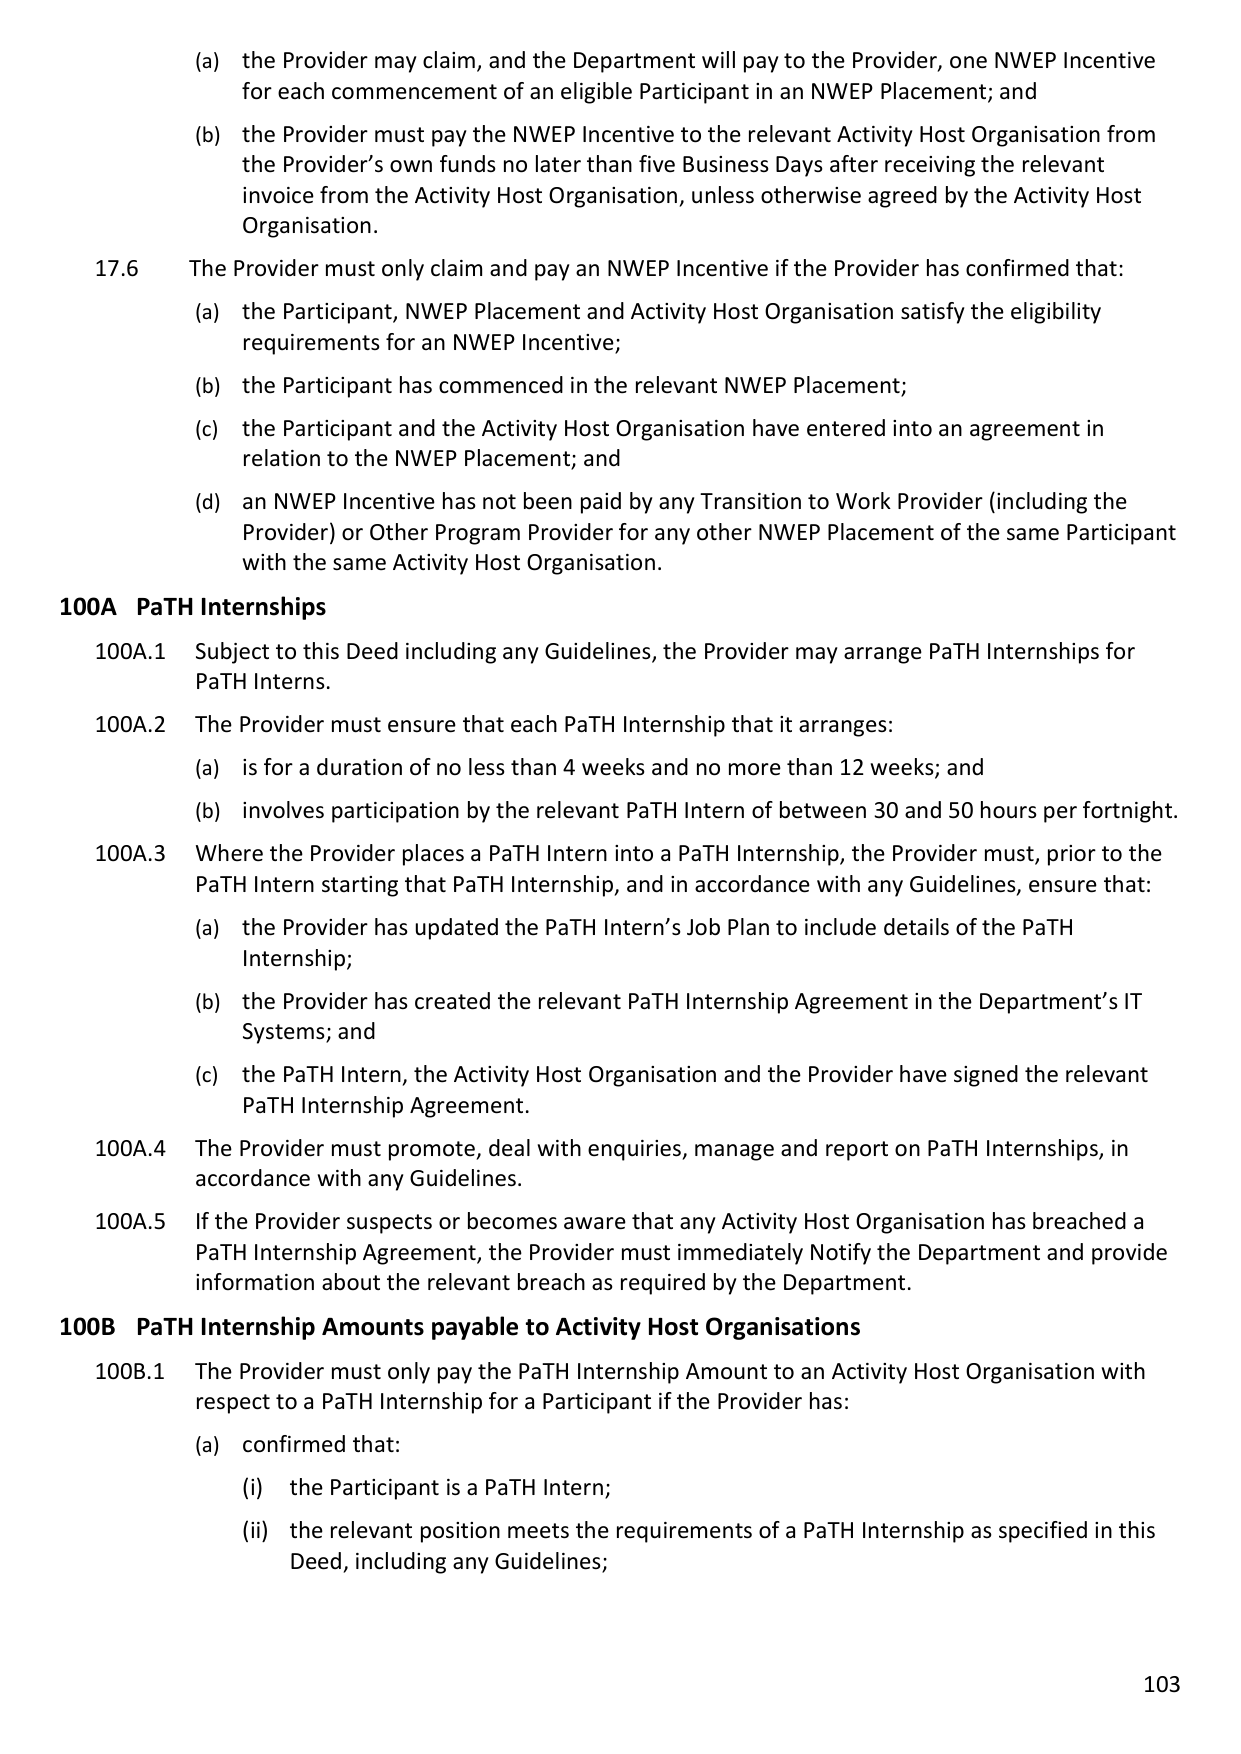 (a) the Provider may claim, and the Department will pay to the Provider, one NWEP Incentive
for each commencement of an eligible Participant in an NWEP Placement; and
(b) the Provider must pay the NWEP Incentive to the relevant Activity Host Organisation from
the Provider’s own funds no later than five Business Days after receiving the relevant
invoice from the Activity Host Organisation, unless otherwise agreed by the Activity Host
Organisation.
17.6 The Provider must only claim and pay an NWEP Incentive if the Provider has confirmed that:
(a) the Participant, NWEP Placement and Activity Host Organisation satisfy the eligibility
requirements for an NWEP Incentive;
(b) the Participant has commenced in the relevant NWEP Placement;
(c) the Participant and the Activity Host Organisation have entered into an agreement in
relation to the NWEP Placement; and
(d) an NWEP Incentive has not been paid by any Transition to Work Provider (including the
Provider) or Other Program Provider for any other NWEP Placement of the same Participant
with the same Activity Host Organisation.
100A PaTH Internships
100A.1 Subject to this Deed including any Guidelines, the Provider may arrange PaTH Internships for
PaTH Interns.
100A.2 The Provider must ensure that each PaTH Internship that it arranges:
(a) is for a duration of no less than 4 weeks and no more than 12 weeks; and
(b) involves participation by the relevant PaTH Intern of between 30 and 50 hours per fortnight.
100A.3 Where the Provider places a PaTH Intern into a PaTH Internship, the Provider must, prior to the
PaTH Intern starting that PaTH Internship, and in accordance with any Guidelines, ensure that:
(a) the Provider has updated the PaTH Intern’s Job Plan to include details of the PaTH
Internship;
(b) the Provider has created the relevant PaTH Internship Agreement in the Department’s IT
Systems; and
(c) the PaTH Intern, the Activity Host Organisation and the Provider have signed the relevant
PaTH Internship Agreement.
100A.4 The Provider must promote, deal with enquiries, manage and report on PaTH Internships, in
accordance with any Guidelines.
100A.5 If the Provider suspects or becomes aware that any Activity Host Organisation has breached a
PaTH Internship Agreement, the Provider must immediately Notify the Department and provide
information about the relevant breach as required by the Department.
100B PaTH Internship Amounts payable to Activity Host Organisations
100B.1 The Provider must only pay the PaTH Internship Amount to an Activity Host Organisation with
respect to a PaTH Internship for a Participant if the Provider has:
(a) confirmed that:
(i) the Participant is a PaTH Intern;
(ii) the relevant position meets the requirements of a PaTH Internship as specified in this
Deed, including any Guidelines;
103